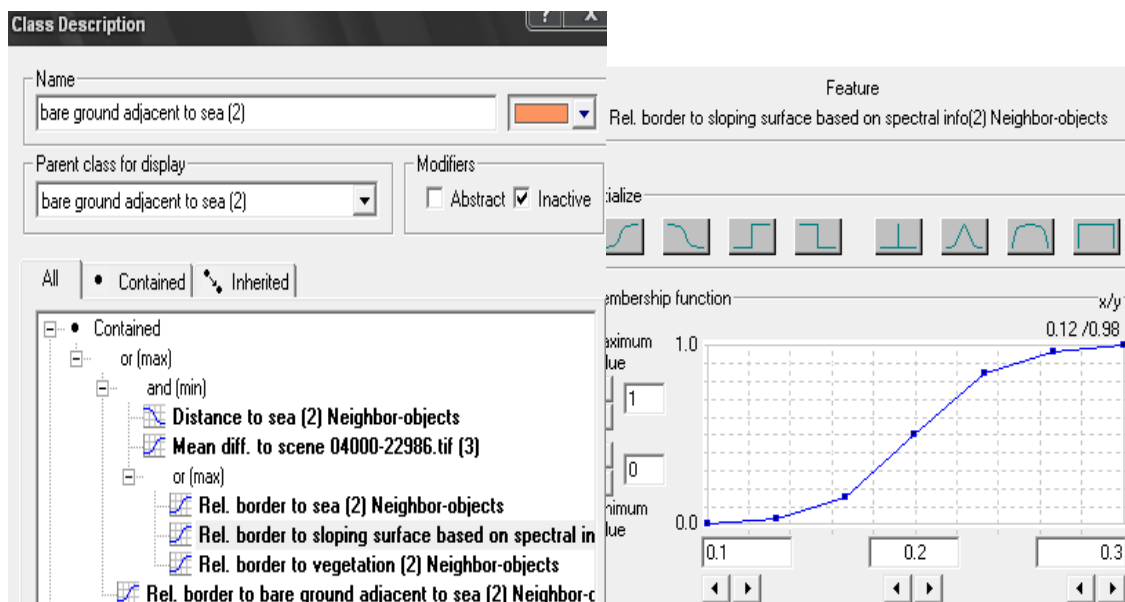 Class Description
? X
Name
bare ground adjacent to sea (2)
Parent class for display
bare ground adjacent to sea (2)
Modifiers
Abstract
Inactive
All
Contained
Inherited
Contained
or (max)
and (min)
Distance to sea (2) Neighbor-objects
Mean diff. to scene 04000-22986.tif (3)
or (max)
Rel. border to sea (2) Neighbor-objects
Rel. border to sloping surface based on spectral in
Rel. border to vegetation (2) Neighbor-objects
Rel. border to bare ground adjacent to sea (2) Neighbor-c
Feature
Rel. border to sloping surface based on spectral info(2) Neighbor-objects
tialize
embership function
x/y
0.12 /0.98
aximum
lue
1
1.0
0
nimum
lue
0.0
0.1
0.2
0.3